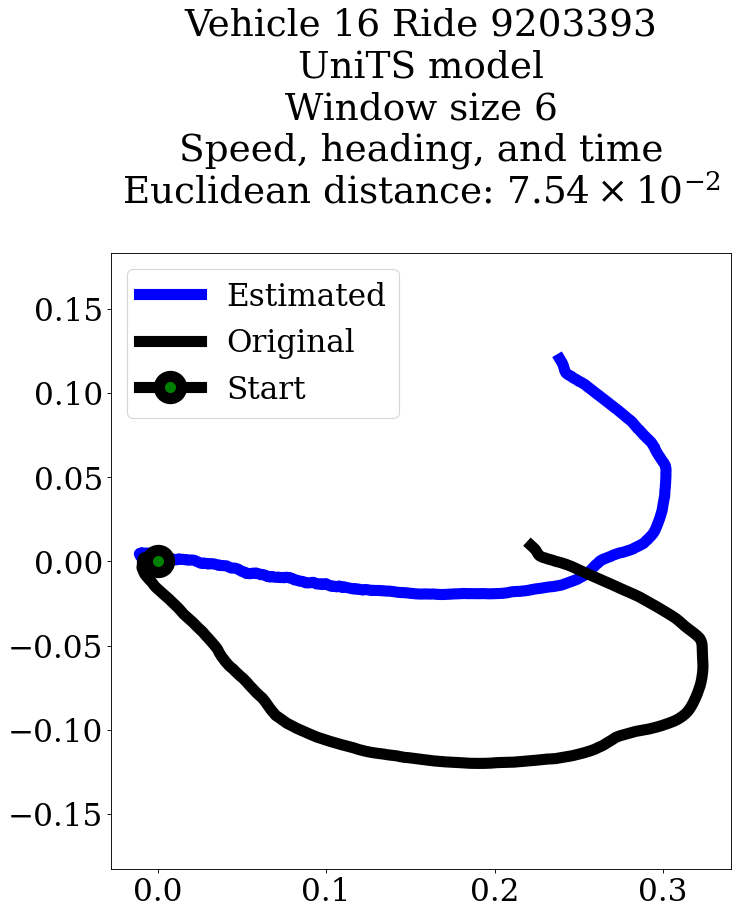 Vehicle 16 Ride 9203393
UniTS model
Window size 6
Speed, heading, and time
Euclidean distance: 7.54 × 10⁻²
Estimated
Original
Start
0.15
0.10
0.05
0.00
−0.05
−0.10
−0.15
0.0 0.1 0.2 0.3